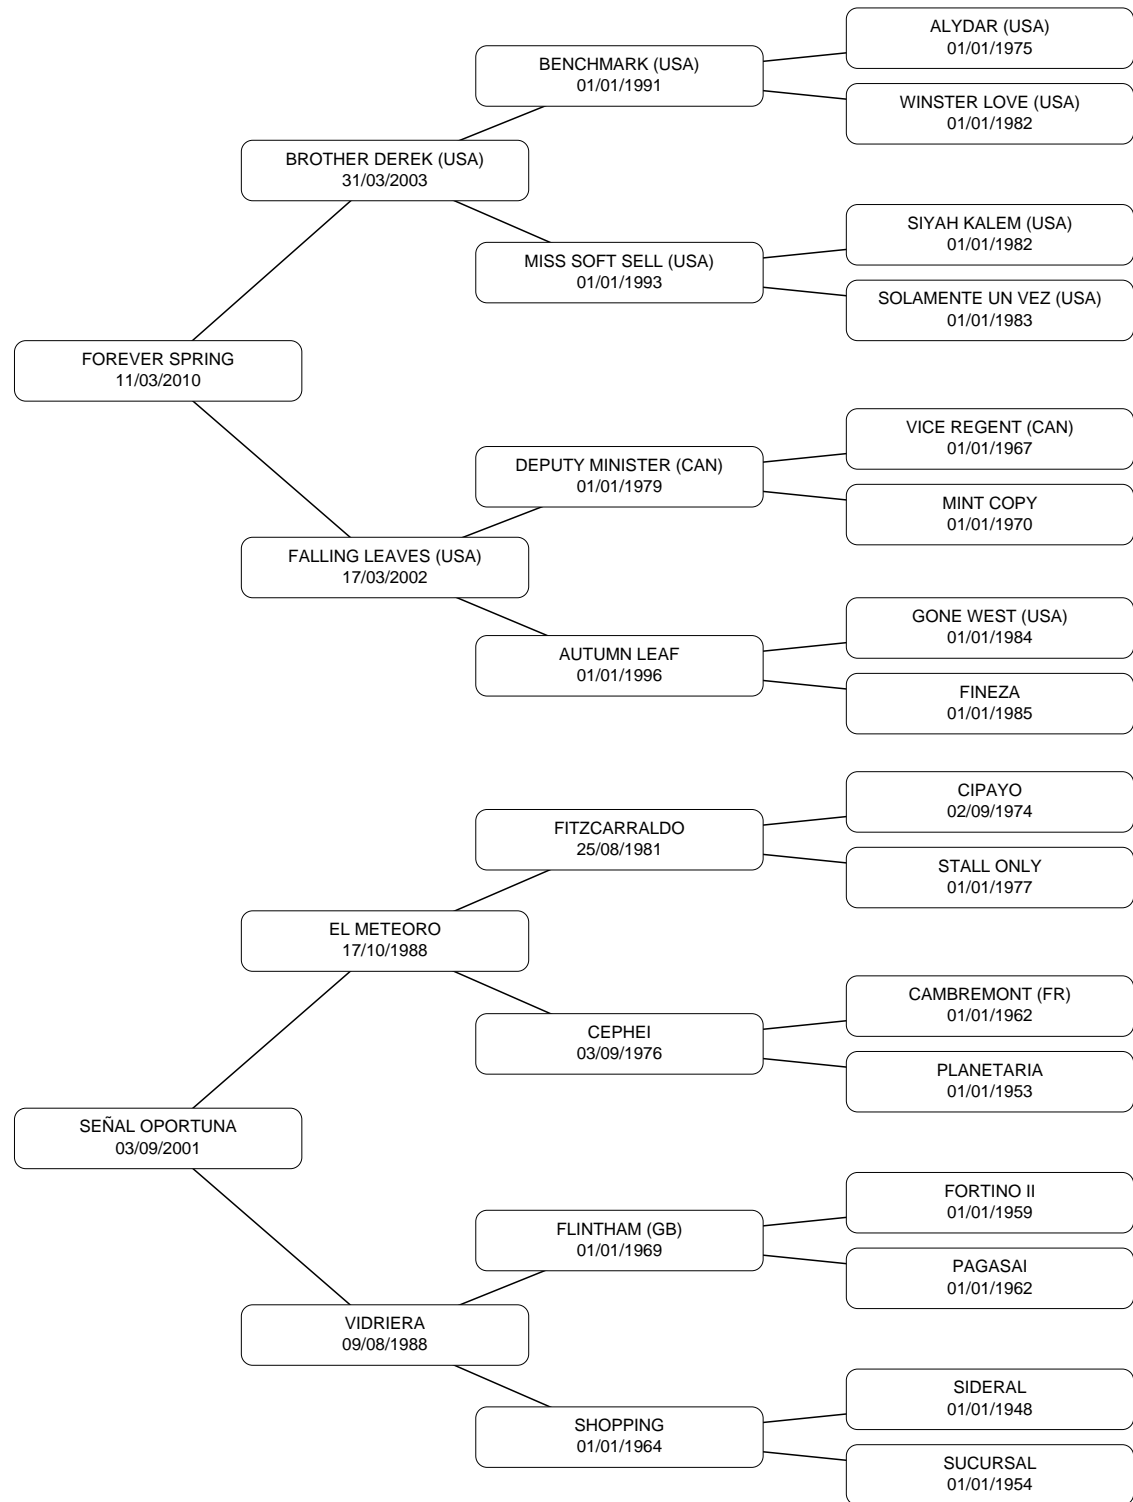 ALYDAR (USA)
01/01/1975
BENCHMARK (USA)
01/01/1991
WINSTER LOVE (USA)
01/01/1982
BROTHER DEREK (USA)
31/03/2003
SIYAH KALEM (USA)
01/01/1982
MISS SOFT SELL (USA)
01/01/1993
SOLAMENTE UN VEZ (USA)
01/01/1983
FOREVER SPRING
11/03/2010
VICE REGENT (CAN)
01/01/1967
DEPUTY MINISTER (CAN)
01/01/1979
MINT COPY
01/01/1970
FALLING LEAVES (USA)
17/03/2002
GONE WEST (USA)
01/01/1984
AUTUMN LEAF
01/01/1996
FINEZA
01/01/1985
CIPAYO
02/09/1974
FITZCARRALDO
25/08/1981
STALL ONLY
01/01/1977
EL METEORO
17/10/1988
CAMBREMONT (FR)
01/01/1962
CEPHEI
03/09/1976
PLANETARIA
01/01/1953
SEÑAL OPORTUNA
03/09/2001
FORTINO II
01/01/1959
FLINTHAM (GB)
01/01/1969
PAGASAI
01/01/1962
VIDRIERA
09/08/1988
SIDERAL
01/01/1948
SHOPPING
01/01/1964
SUCURSAL
01/01/1954